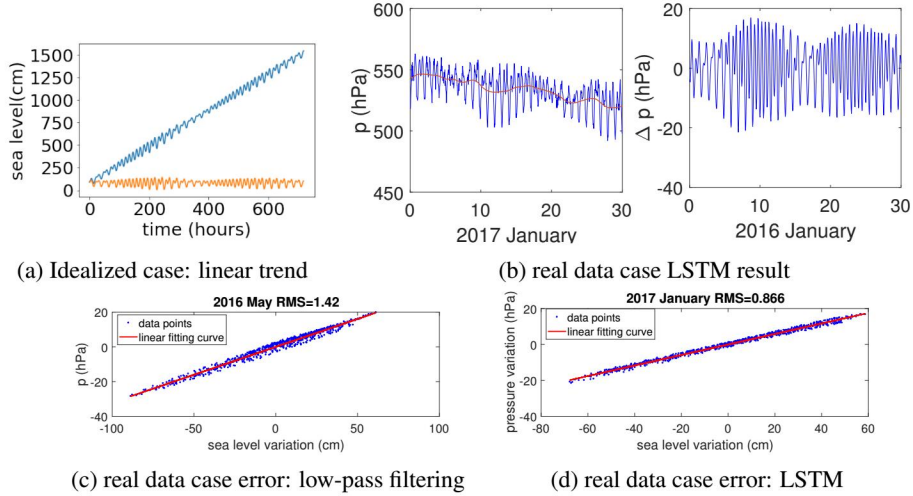 1500
1250
1000
750
500
250
0
sea level(cm)
0 200 400 600
time (hours)
(a) Idealized case: linear trend
600
550
500
450
p (hPa)
0 10 20 30
2017 January
40
20
0
-20
-40
Δ p (hPa)
0 10 20 30
2016 January
(b) real data case LSTM result
2016 May RMS=1.42
20
0
-20
-40
p (hPa)
data points
linear fitting curve
-100 -50 0 50 100
sea level variation (cm)
(c) real data case error: low-pass filtering
2017 January RMS=0.866
40
20
0
-20
-40
pressure variation (hPa)
data points
linear fitting curve
-80 -60 -40 -20 0 20 40 60
sea level variation (cm)
(d) real data case error: LSTM